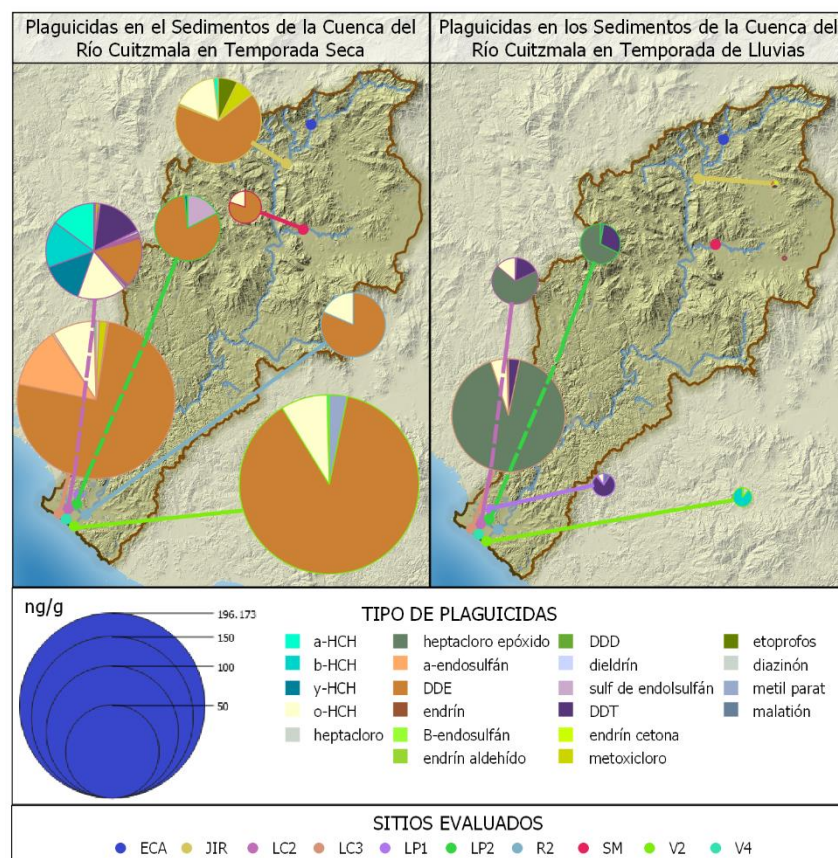 Plaguicidas en el Sedimentos de la Cuenca del
Río Cuitzmala en Temporada Seca
Plaguicidas en los Sedimentos de la Cuenca del
Río Cuitzmala en Temporada de Lluvias
ng/g
196.173
150
100
50
TIPO DE PLAGUICIDAS
a-HCH
b-HCH
y-HCH
o-HCH
heptacloro
heptacloro epóxido
a-endosulfán
DDE
endrín
B-endosulfán
endrín aldehído
DDD
dieldrín
sulf de endolsulfán
DDT
endrín cetona
metoxicloro
etoprofos
diazinón
metil parat
malatión
SITIOS EVALUADOS
ECA JIR LC2 LC3 LP1 LP2 R2 SM V2 V4